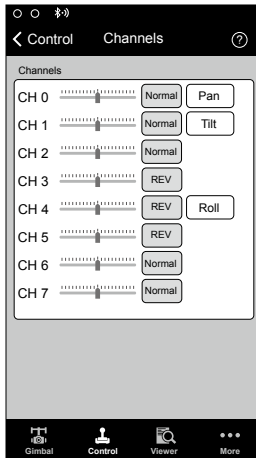 Control Channels ?
Channels
CH 0 Normal Pan
CH 1 Normal Tilt
CH 2 Normal
CH 3 REV
CH 4 REV Roll
CH 5 REV
CH 6 Normal
CH 7 Normal
Gimbal Control Viewer More